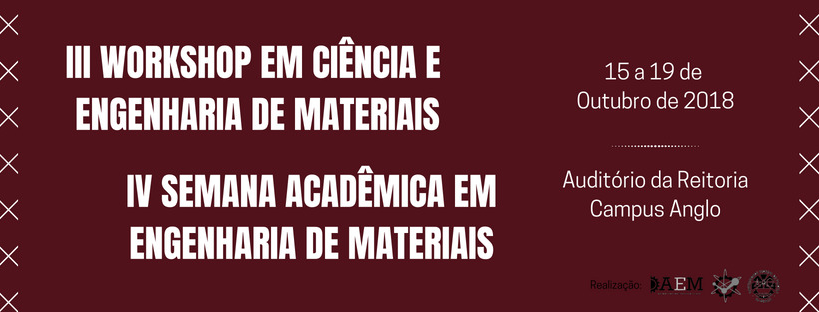 III WORKSHOP EM CIÊNCIA E
ENGENHARIA DE MATERIAIS
IV SEMANA ACADÊMICA EM
ENGENHARIA DE MATERIAIS
15 a 19 de
Outubro de 2018
Auditório da Reitoria
Campus Anglo
Realização: DAEM